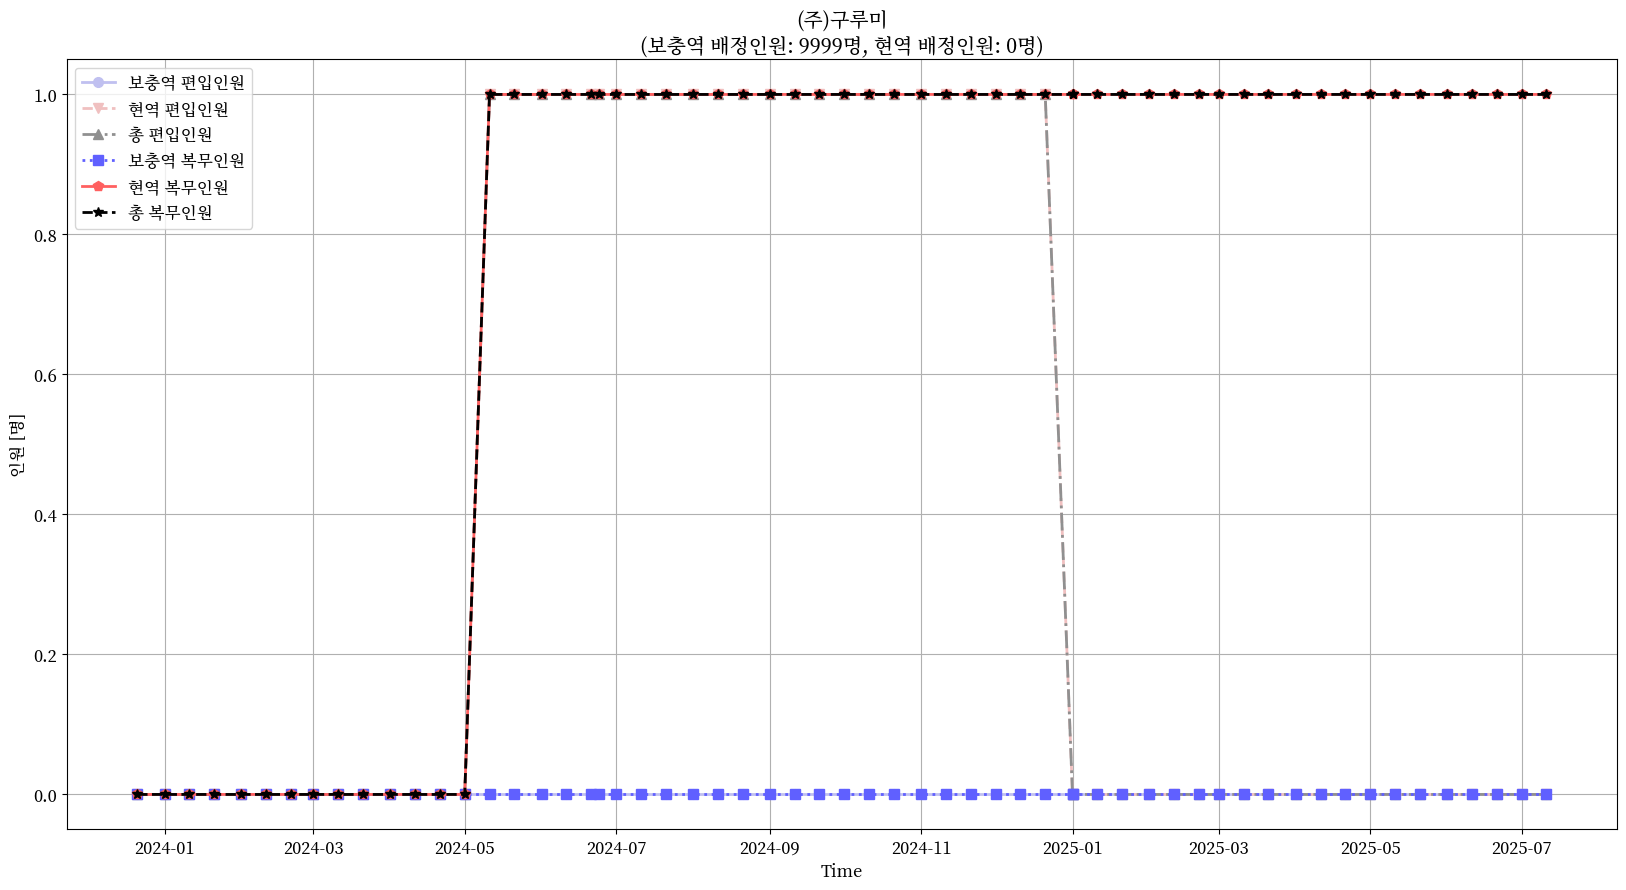 (주)구루미
(보충역 배정인원: 9999명, 현역 배정인원: 0명)
보충역 편입인원
현역 편입인원
총 편입인원
보충역 복무인원
현역 복무인원
총 복무인원
1.0
0.8
0.6
0.4
0.2
0.0
인원 [명]
2024-01
2024-03
2024-05
2024-07
2024-09
2024-11
2025-01
2025-03
2025-05
2025-07
Time